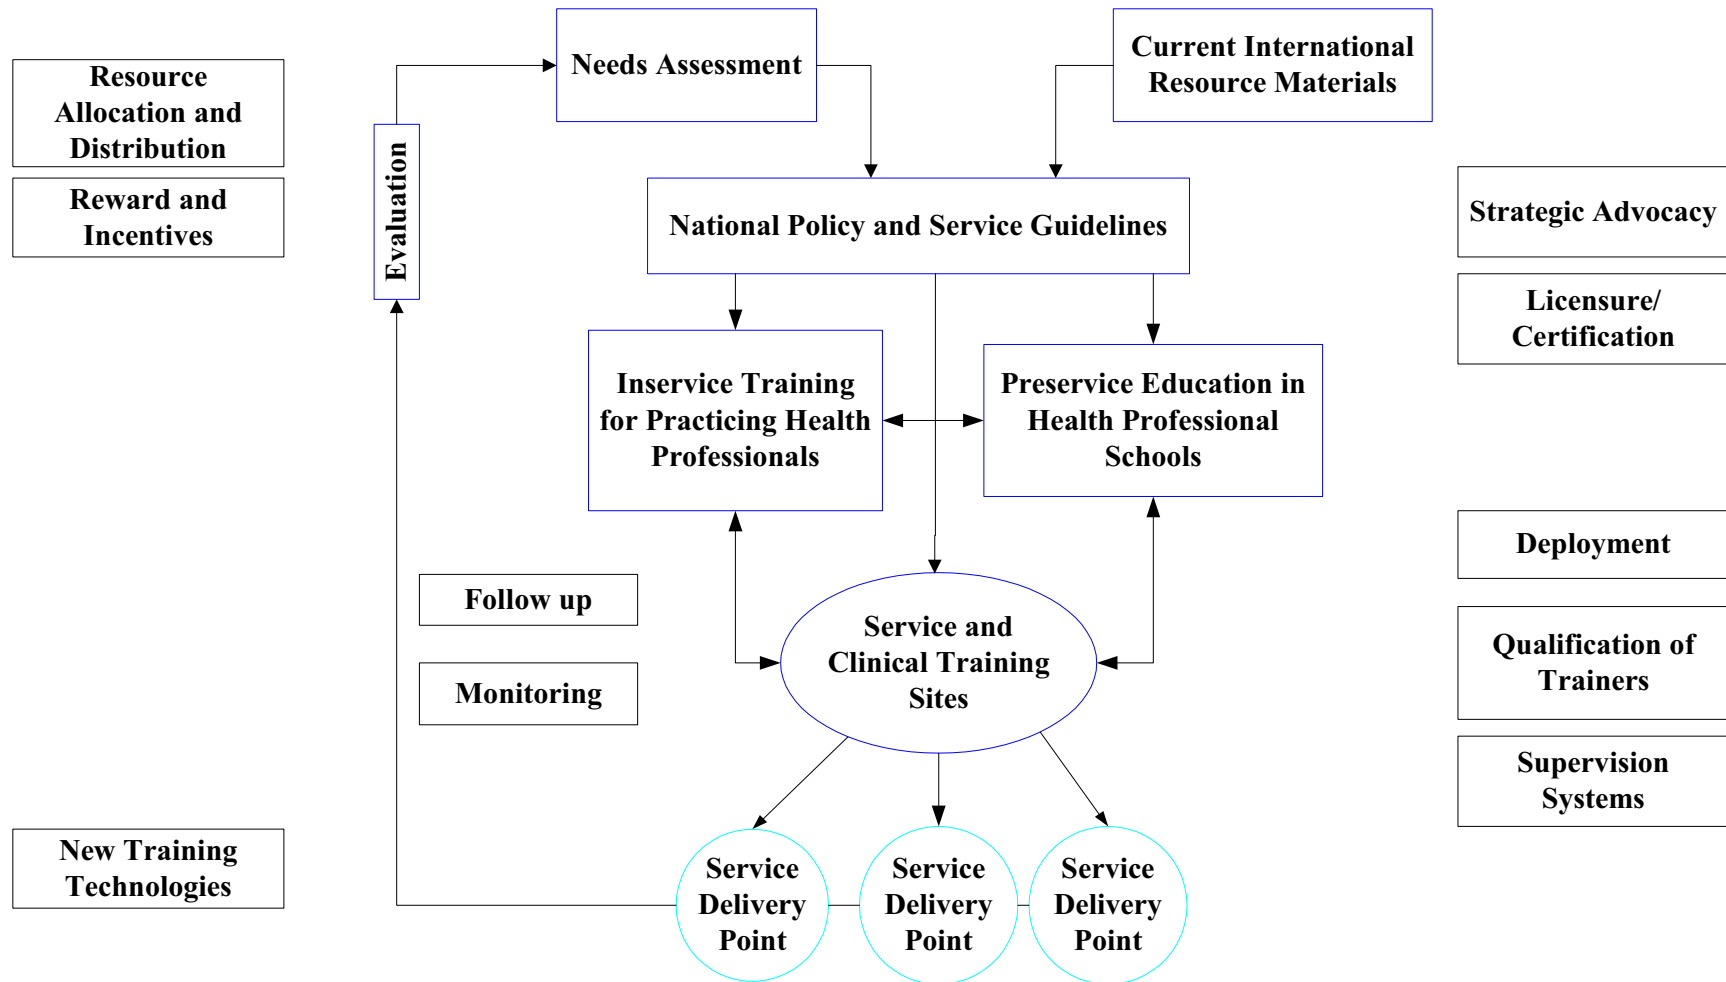 Needs Assessment
Current International
Resource Materials
Resource
Allocation and
Distribution
Reward and
Incentives
Evaluation
National Policy and Service Guidelines
Strategic Advocacy
Licensure/
Certification
Inservice Training
for Practicing Health
Professionals
Preservice Education in
Health Professional
Schools
Deployment
Follow up
Service and
Clinical Training
Sites
Qualification of
Trainers
Monitoring
Supervision
Systems
New Training
Technologies
Service
Delivery
Point
Service
Delivery
Point
Service
Delivery
Point